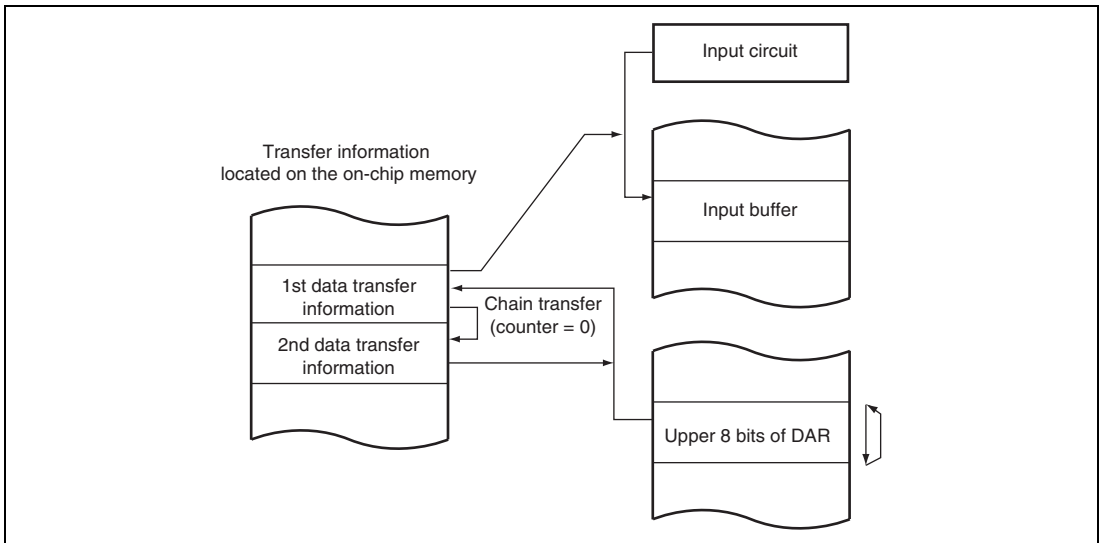 Input circuit
Transfer information
located on the on-chip memory
Input buffer
1st data transfer
information
Chain transfer
(counter = 0)
2nd data transfer
information
Upper 8 bits of DAR